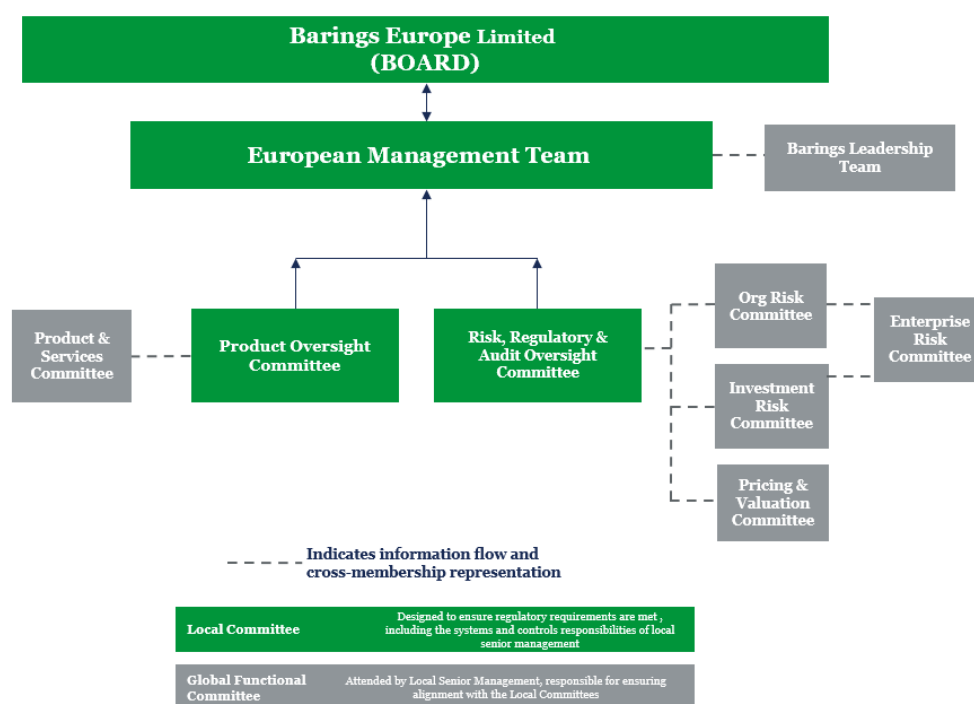 Barings Europe Limited
(BOARD)
European Management Team
Barings Leadership
Team
Product &
Services
Committee
Product Oversight
Committee
Risk, Regulatory &
Audit Oversight
Committee
Org Risk
Committee
Enterprise
Risk
Committee
Investment
Risk
Committee
Pricing &
Valuation
Committee
Indicates information flow and
cross-membership representation
Local Committee
Designed to ensure regulatory requirements are met ,
including the systems and controls responsibilities of local
senior management
Global Functional
Committee
Attended by Local Senior Management, responsible for ensuring
alignment with the Local Committees